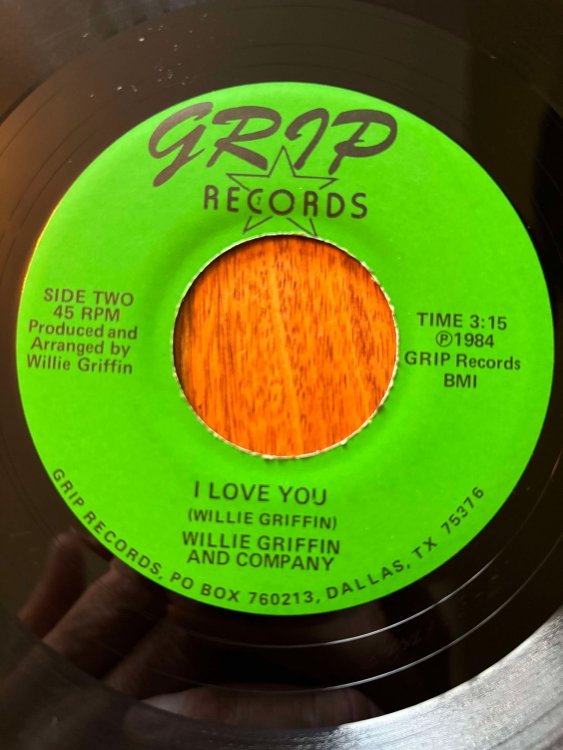 GRIP
RECORDS
SIDE TWO
45 RPM
Produced and
Arranged by
Willie Griffin
TIME 3:15
Ⓟ1984
GRIP Records
BMI
I LOVE YOU
(WILLIE GRIFFIN)
WILLIE GRIFFIN
AND COMPANY
GRIP RECORDS, PO BOX 760213, DALLAS, TX 75376